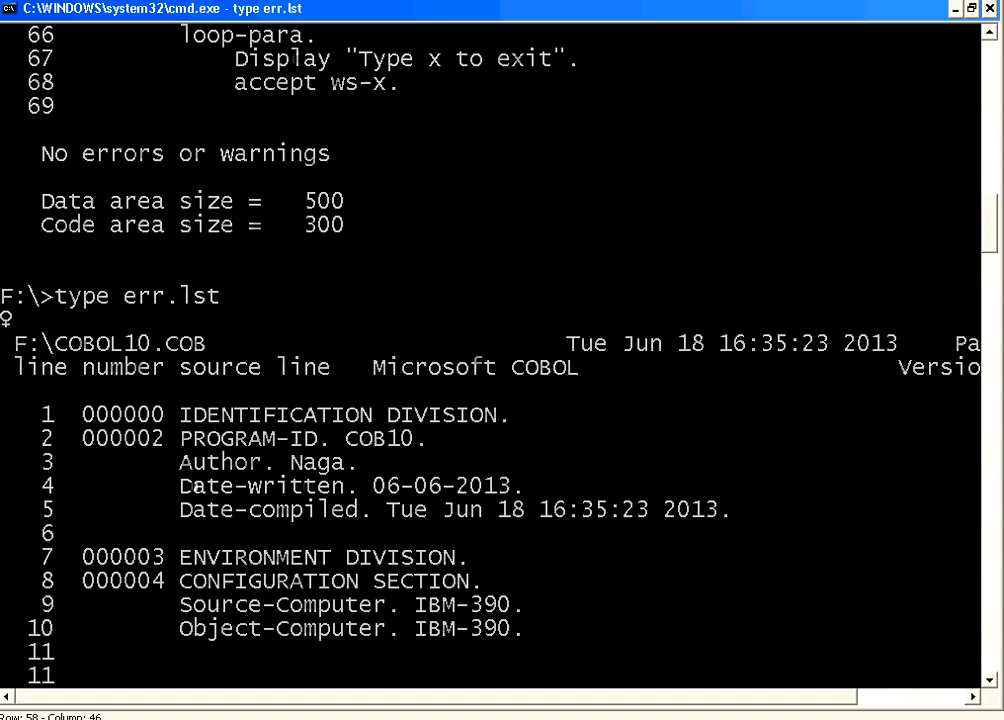 C:\WINDOWS\system32\cmd.exe - type err.lst
66 loop-para.
67 Display "Type x to exit".
68 accept ws-x.
69
No errors or warnings
Data area size = 500
Code area size = 300
F:\>type err.lst
♀
F:\COBOL10.COB Tue Jun 18 16:35:23 2013 Pa
line number source line Microsoft COBOL Versio
1 000000 IDENTIFICATION DIVISION.
2 000002 PROGRAM-ID. COB10.
3 Author. Naga.
4 Date-written. 06-06-2013.
5 Date-compiled. Tue Jun 18 16:35:23 2013.
6
7 000003 ENVIRONMENT DIVISION.
8 000004 CONFIGURATION SECTION.
9 Source-Computer. IBM-390.
10 Object-Computer. IBM-390.
11
11
Row: 58 - Column: 46